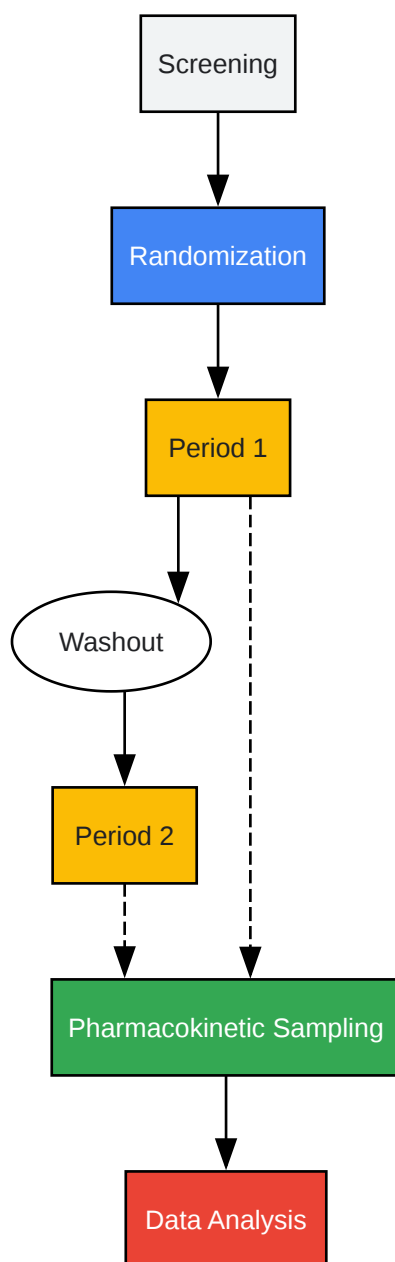 Screening
Randomization
Period 1
Washout
Period 2
Pharmacokinetic Sampling
Data Analysis